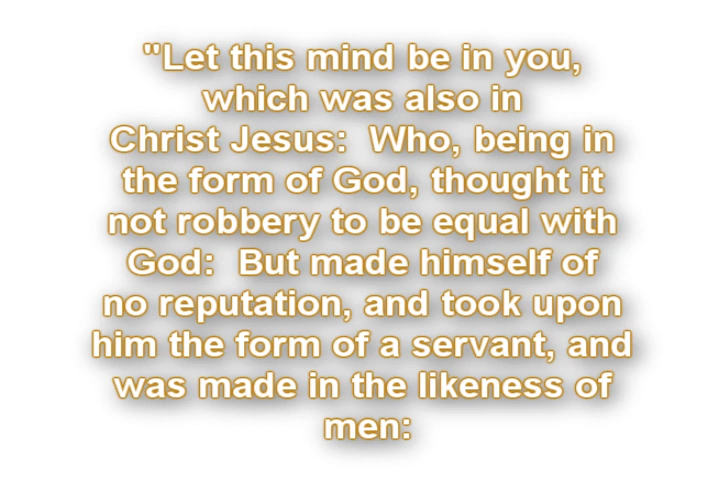 "Let this mind be in you,
which was also in
Christ Jesus:  Who, being in
the form of God, thought it
not robbery to be equal with
God:  But made himself of
no reputation, and took upon
him the form of a servant, and
was made in the likeness of
men: